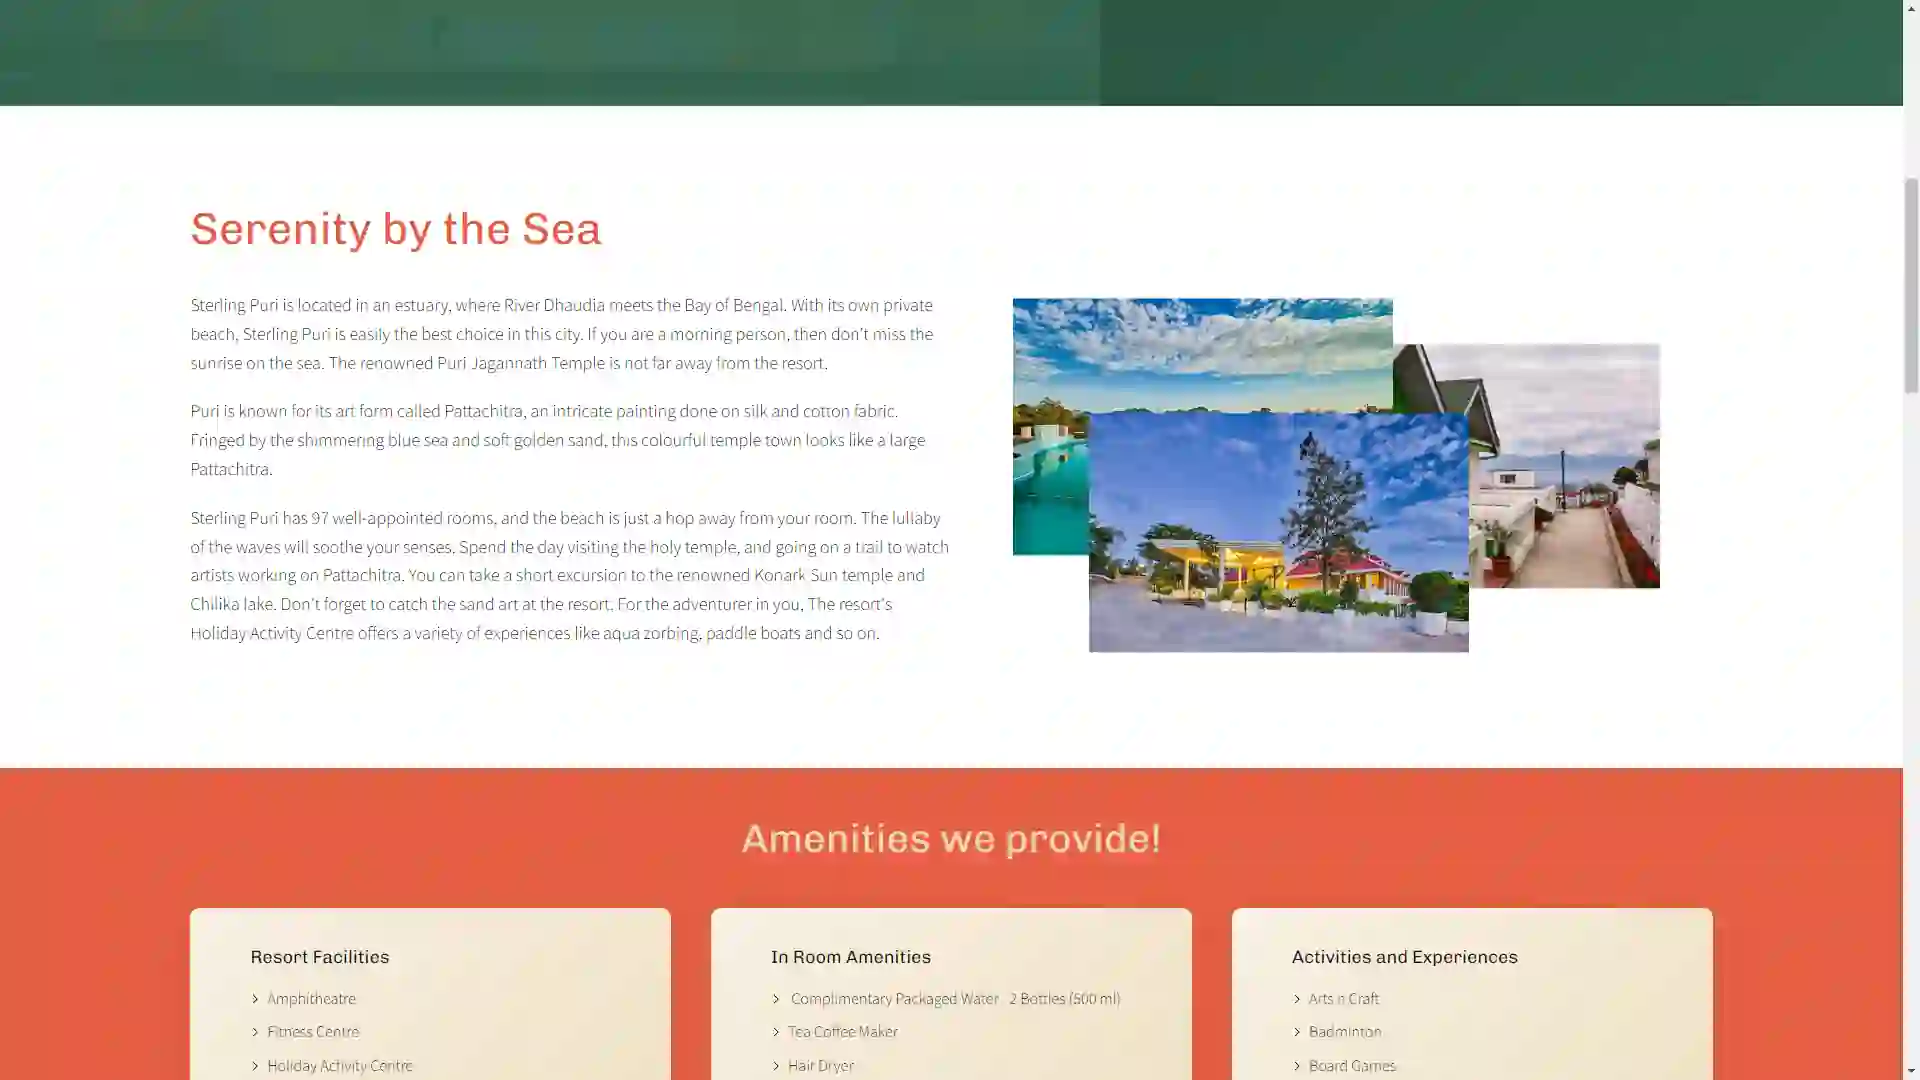 Serenity by the Sea
Sterling Puri is located in an estuary, where River Dhaudia meets the Bay of Bengal. With its own private
beach, Sterling Puri is easily the best choice in this city. If you are a morning person, then don't miss the
sunrise on the sea. The renowned Puri Jagannath Temple is not far away from the resort.
Puri is known for its art form called Pattachitra, an intricate painting done on silk and cotton fabric.
Fringed by the shimmering blue sea and soft golden sand, this colourful temple town looks like a large
Pattachitra.
Sterling Puri has 97 well-appointed rooms, and the beach is just a hop away from your room. The lullaby
of the waves will soothe your senses. Spend the day visiting the holy temple, and going on a trail to watch
artists working on Pattachitra. You can take a short excursion to the renowned Konark Sun temple and
Chilika lake. Don't forget to catch the sand art at the resort. For the adventurer in you, The resort's
Holiday Activity Centre offers a variety of experiences like aqua zorbing, paddle boats and so on.
Amenities we provide!
Resort Facilities
Amphitheatre
Fitness Centre
Holiday Activity Centre
In Room Amenities
Complimentary Packaged Water 2 Bottles (500 ml)
Tea Coffee Maker
Hair Dryer
Activities and Experiences
Arts n Craft
Badminton
Board Games